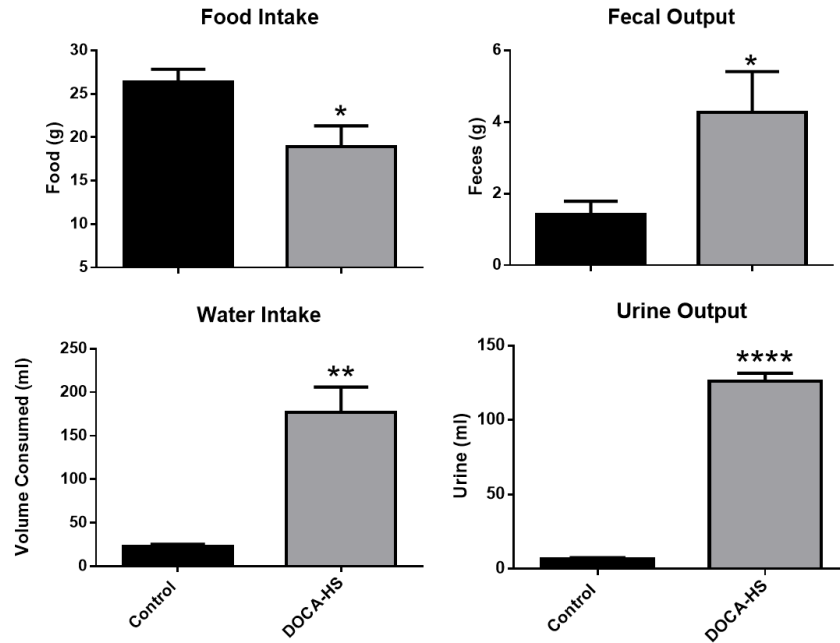 Food Intake
30
25
20
15
10
5
Food (g)
*
Fecal Output
6
4
2
0
Feces (g)
*
Water Intake
250
200
150
100
50
0
Volume Consumed (ml)
**
Control
DOCA-HS
Urine Output
150
100
50
0
Urine (ml)
****
Control
DOCA-HS